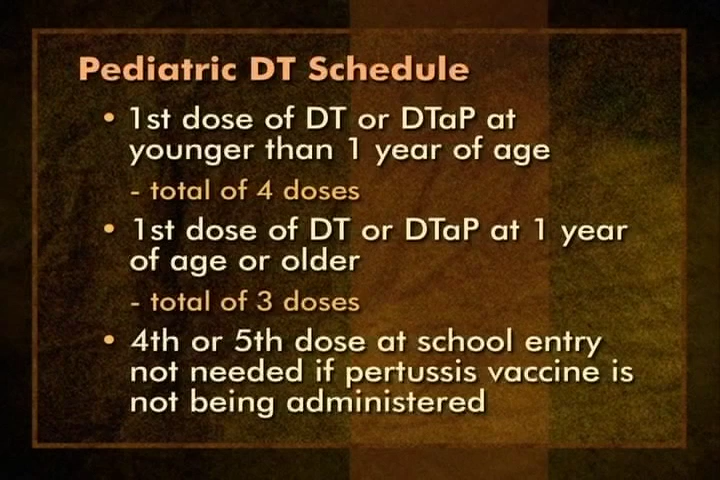 Pediatric DT Schedule
• 1st dose of DT or DTaP at
younger than 1 year of age
- total of 4 doses
• 1st dose of DT or DTaP at 1 year
of age or older
- total of 3 doses
• 4th or 5th dose at school entry
not needed if pertussis vaccine is
not being administered